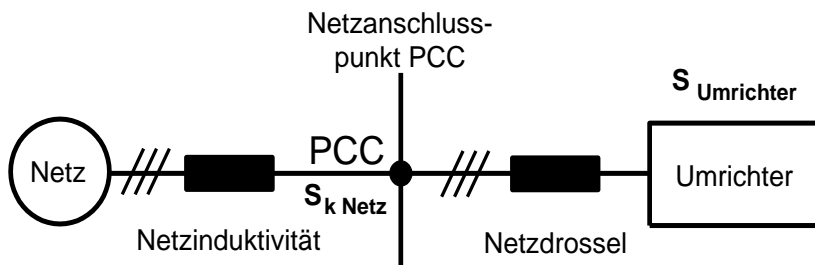 Netzanschluss-
punkt PCC
S Umrichter
Netz
PCC
S k Netz
Umrichter
Netzinduktivität
Netzdrossel